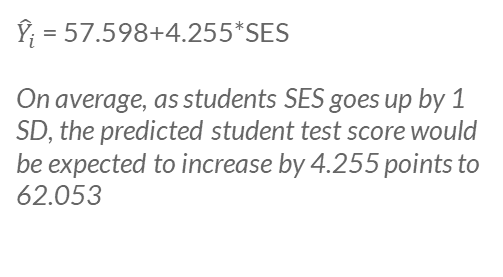 Ŷi = 57.598+4.255*SES
On average, as students SES goes up by 1
SD, the predicted student test score would
be expected to increase by 4.255 points to
62.053